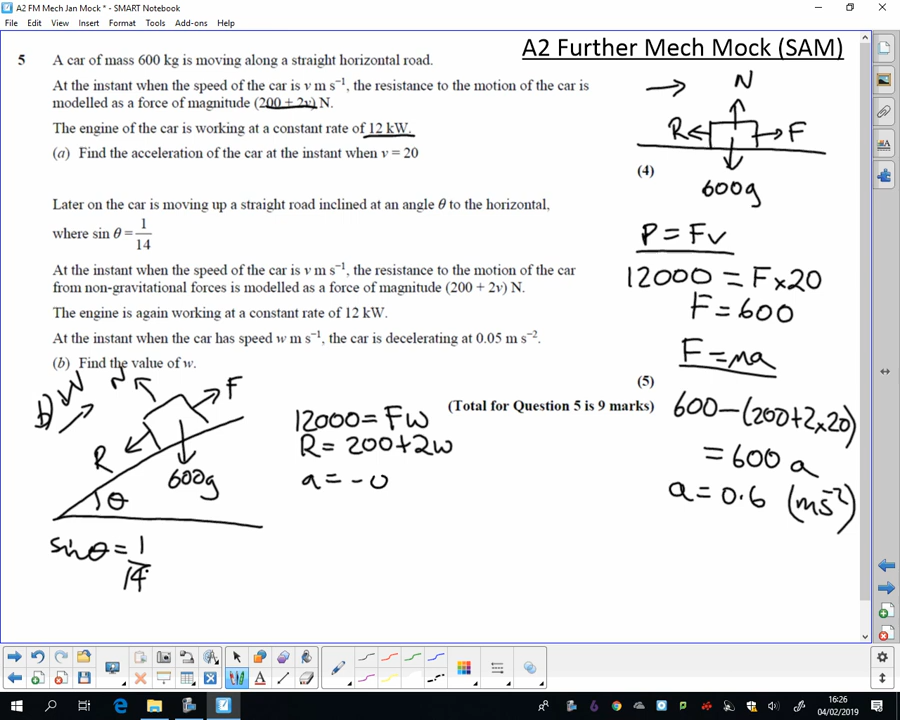 A2 FM Mech Jan Mock * - SMART Notebook
File Edit View Insert Format Tools Add-ons Help
A2 Further Mech Mock (SAM)
5 A car of mass 600 kg is moving along a straight horizontal road.
At the instant when the speed of the car is v m s⁻¹, the resistance to the motion of the car is
modelled as a force of magnitude (200 + 2v) N.
The engine of the car is working at a constant rate of 12 kW.
(a) Find the acceleration of the car at the instant when v = 20
(4)
Later on the car is moving up a straight road inclined at an angle θ to the horizontal,
where sin θ = 1/14
At the instant when the speed of the car is v m s⁻¹, the resistance to the motion of the car
from non-gravitational forces is modelled as a force of magnitude (200 + 2v) N.
The engine is again working at a constant rate of 12 kW.
At the instant when the car has speed w m s⁻¹, the car is decelerating at 0.05 m s⁻².
(b) Find the value of w.
(5)
(Total for Question 5 is 9 marks)
N
R F
600g
P = Fv
12000 = F×20
F = 600
F = ma
600 – (200+2×20)
= 600a
a = 0.6 (ms⁻²)
b) W N F
R
600g
θ
sinθ = 1/14
12000 = Fw
R = 200+2w
a = -0
A
16:26
04/02/2019